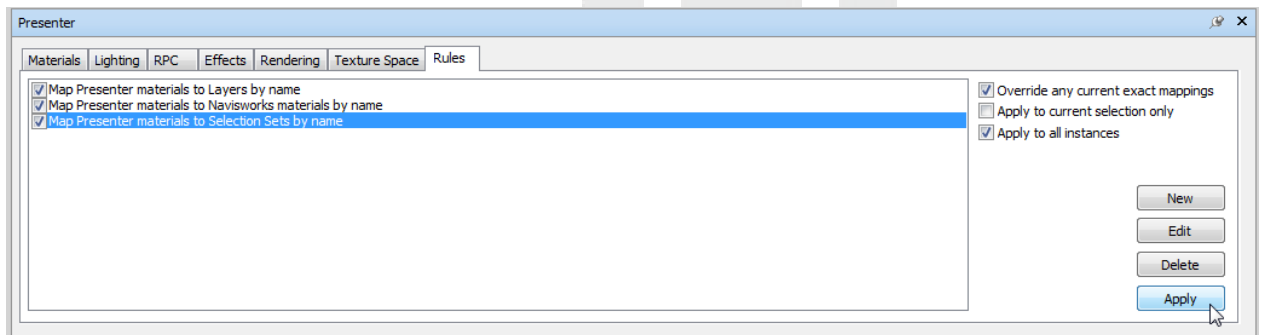 Presenter
Materials Lighting RPC Effects Rendering Texture Space Rules
Map Presenter materials to Layers by name
Map Presenter materials to Navisworks materials by name
Map Presenter materials to Selection Sets by name
Override any current exact mappings
Apply to current selection only
Apply to all instances
New
Edit
Delete
Apply